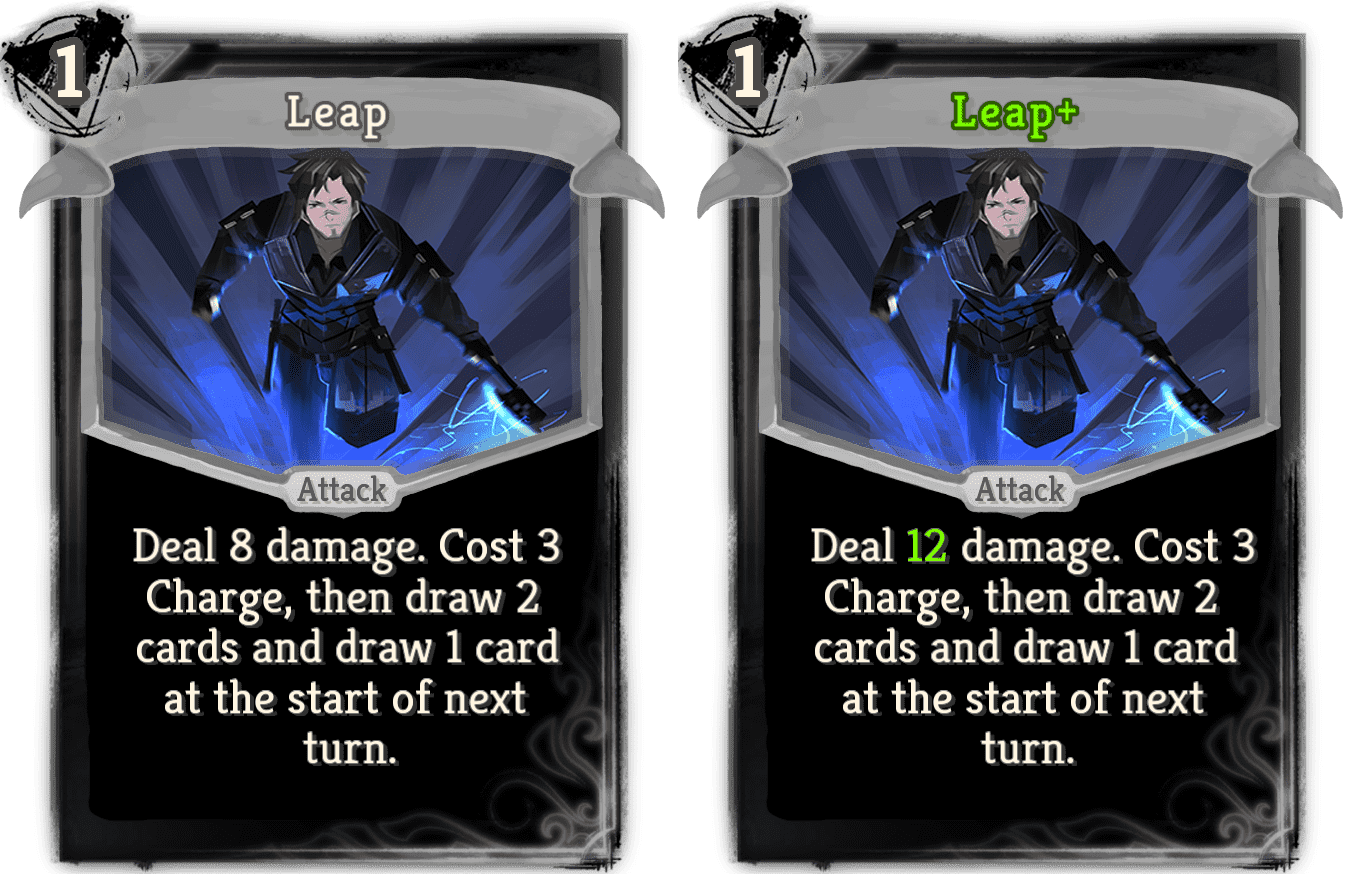 1
Leap
Attack
Deal 8 damage. Cost 3
Charge, then draw 2
cards and draw 1 card
at the start of next
turn.
1
Leap+
Attack
Deal 12 damage. Cost 3
Charge, then draw 2
cards and draw 1 card
at the start of next
turn.